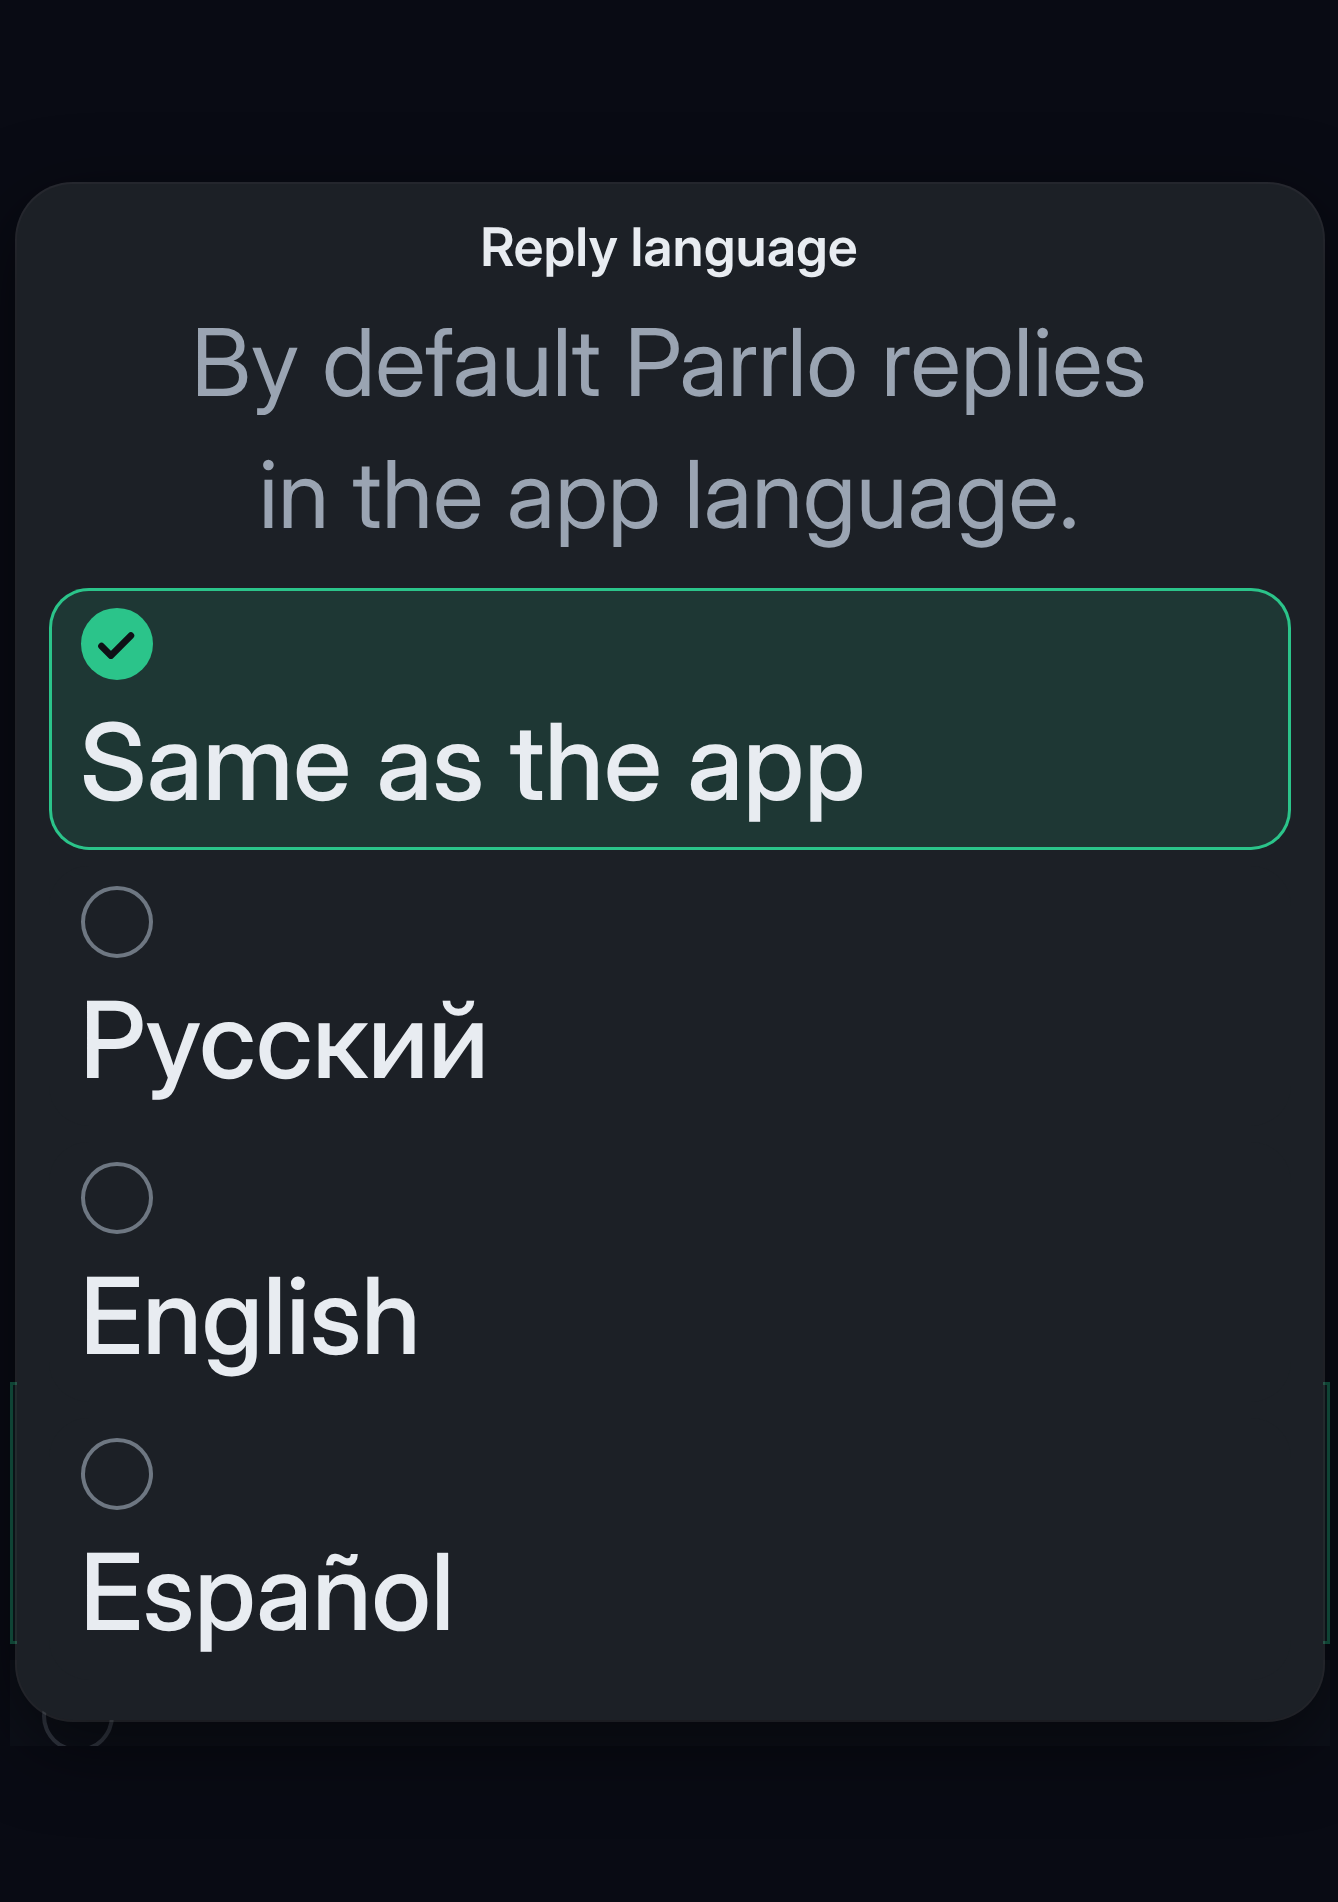 Reply language
By default Parrlo replies
in the app language.
Same as the app
Русский
English
Español